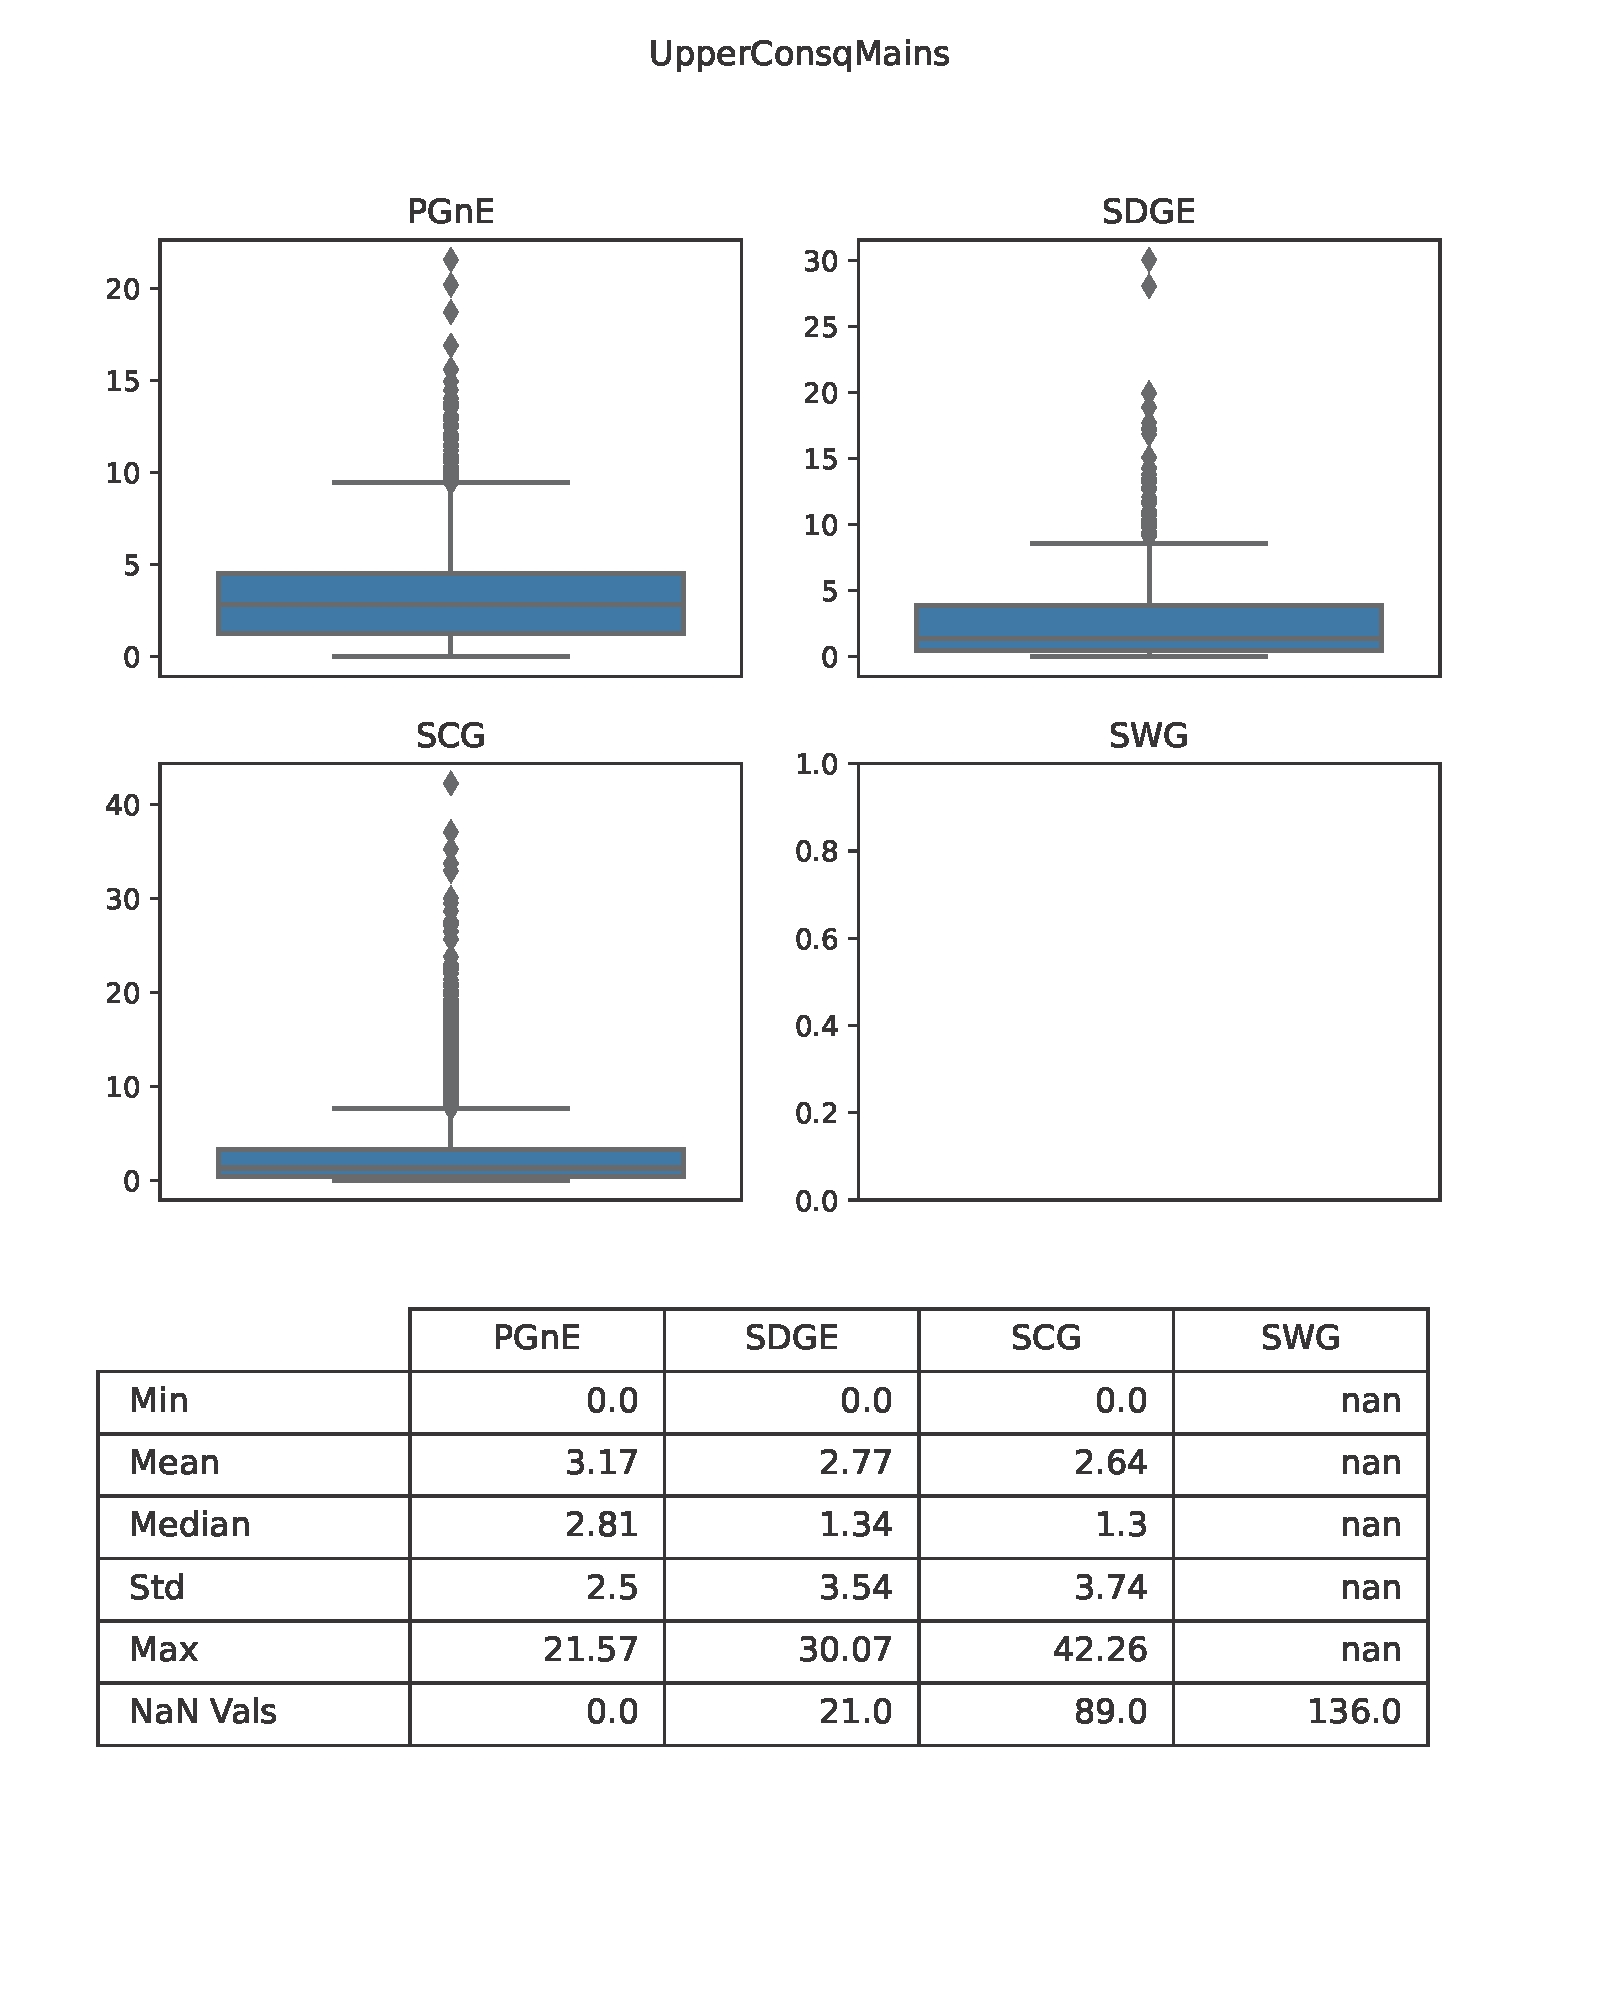 UpperConsqMains
PGnE
20
15
10
5
0
SDGE
30
25
20
15
10
5
0
SCG
40
30
20
10
0
SWG
1.0
0.8
0.6
0.4
0.2
0.0
PGnE SDGE SCG SWG
Min 0.0 0.0 0.0 nan
Mean 3.17 2.77 2.64 nan
Median 2.81 1.34 1.3 nan
Std 2.5 3.54 3.74 nan
Max 21.57 30.07 42.26 nan
NaN Vals 0.0 21.0 89.0 136.0